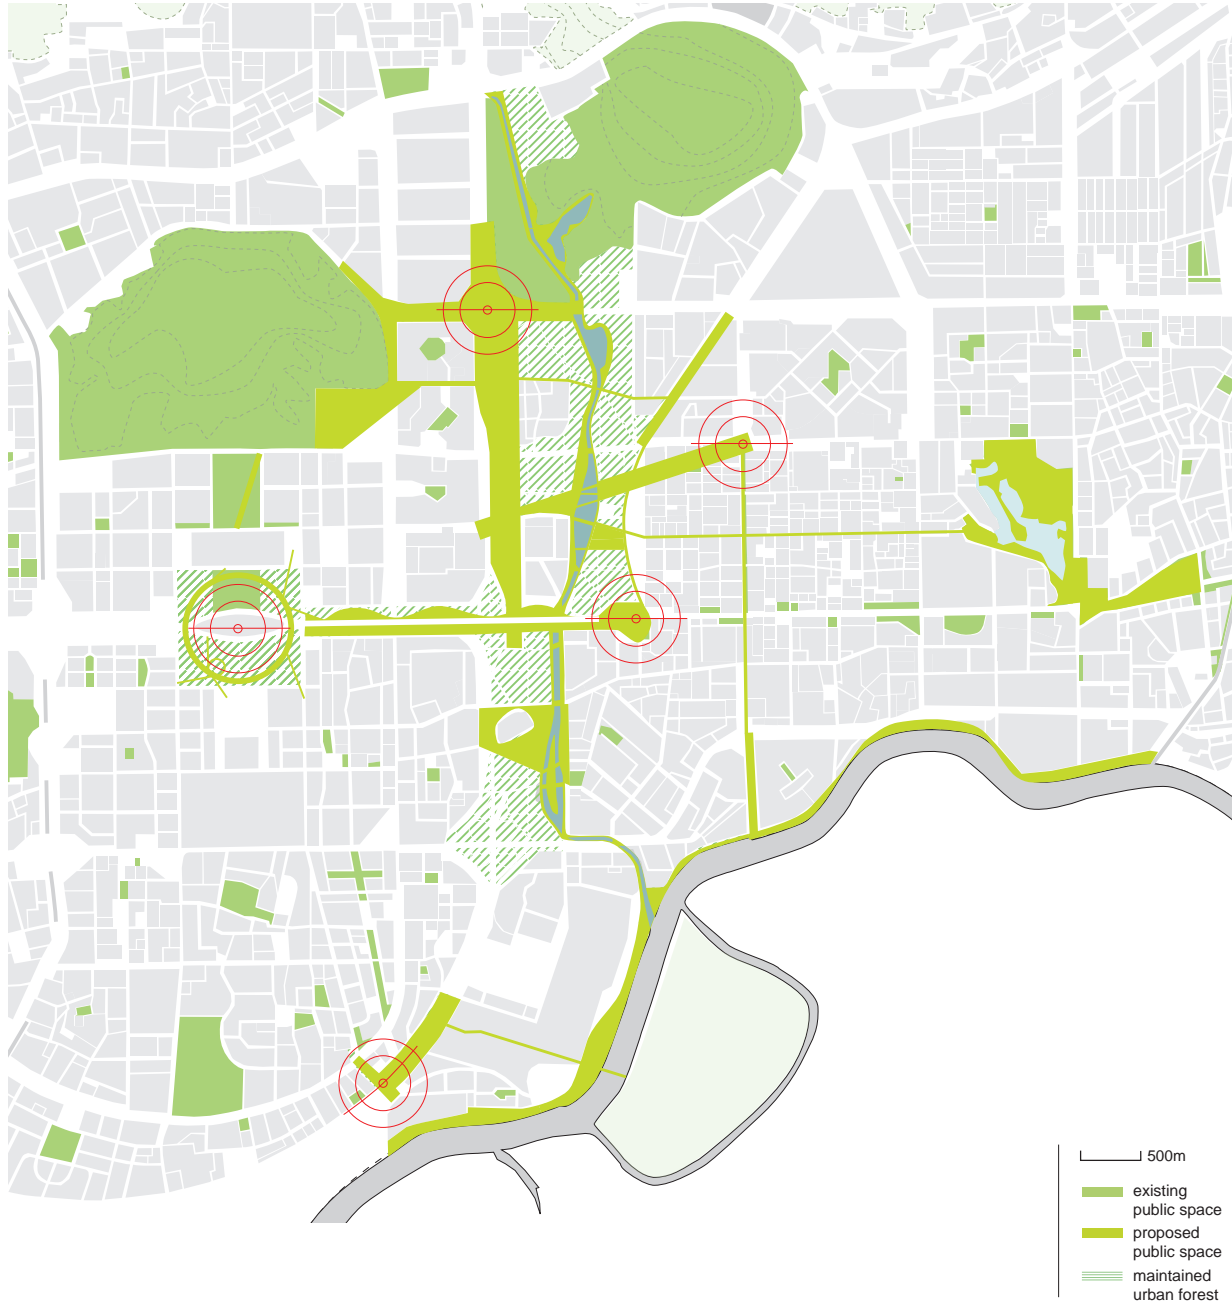 500m
existing
public space
proposed
public space
maintained
urban forest